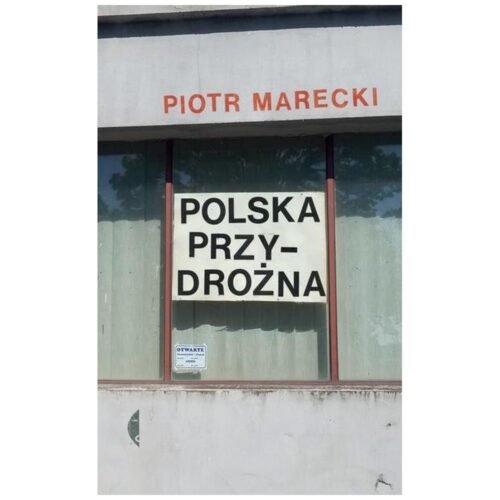 PIOTR MARECKI
POLSKA
PRZY-
DROŻNA
OTWARTE